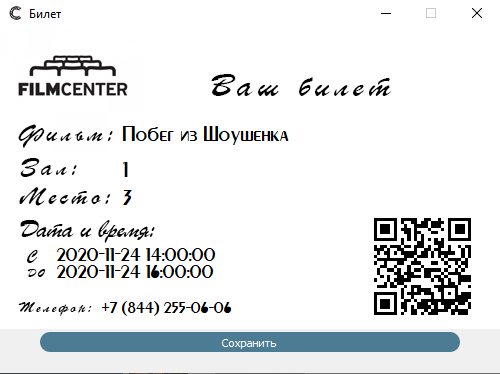 Билет
FILMCENTER
Ваш билет
Фильм: Побег из Шоушенка
Зал: 1
Место: 3
Дата и время:
С 2020-11-24 14:00:00
До 2020-11-24 16:00:00
Телефон: +7 (844) 255-06-06
Сохранить